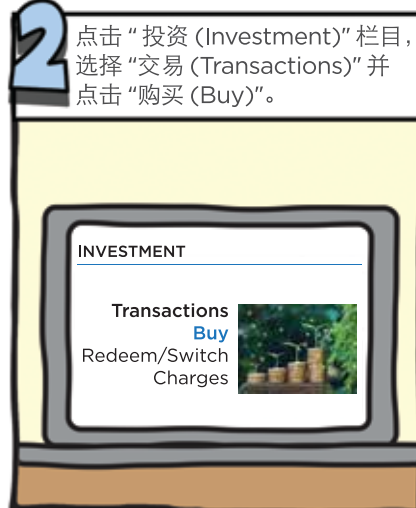 2
点击 “ 投资 (Investment)” 栏目，
选择 “交易 (Transactions)” 并
点击 “购买 (Buy)”。
INVESTMENT
Transactions
Buy
Redeem/Switch
Charges